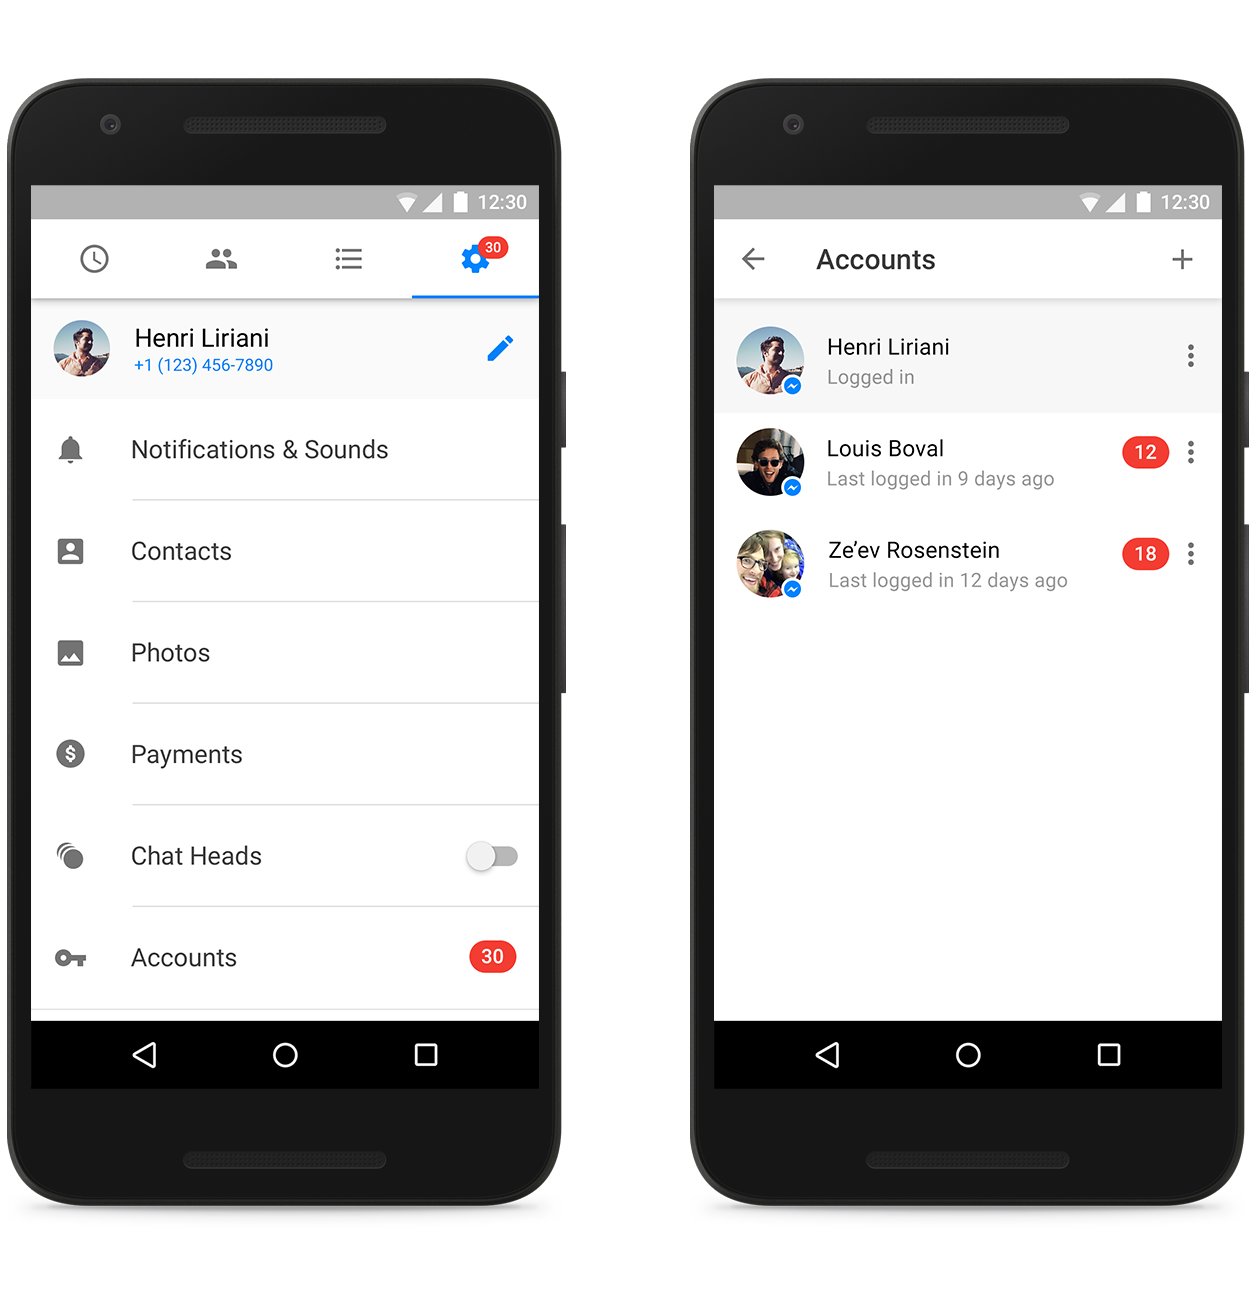 12:30
30
Henri Liriani
+1 (123) 456-7890
Notifications & Sounds
Contacts
Photos
Payments
Chat Heads
Accounts 30
12:30
Accounts
Henri Liriani
Logged in
Louis Boval
12
Last logged in 9 days ago
Ze’ev Rosenstein
18
Last logged in 12 days ago